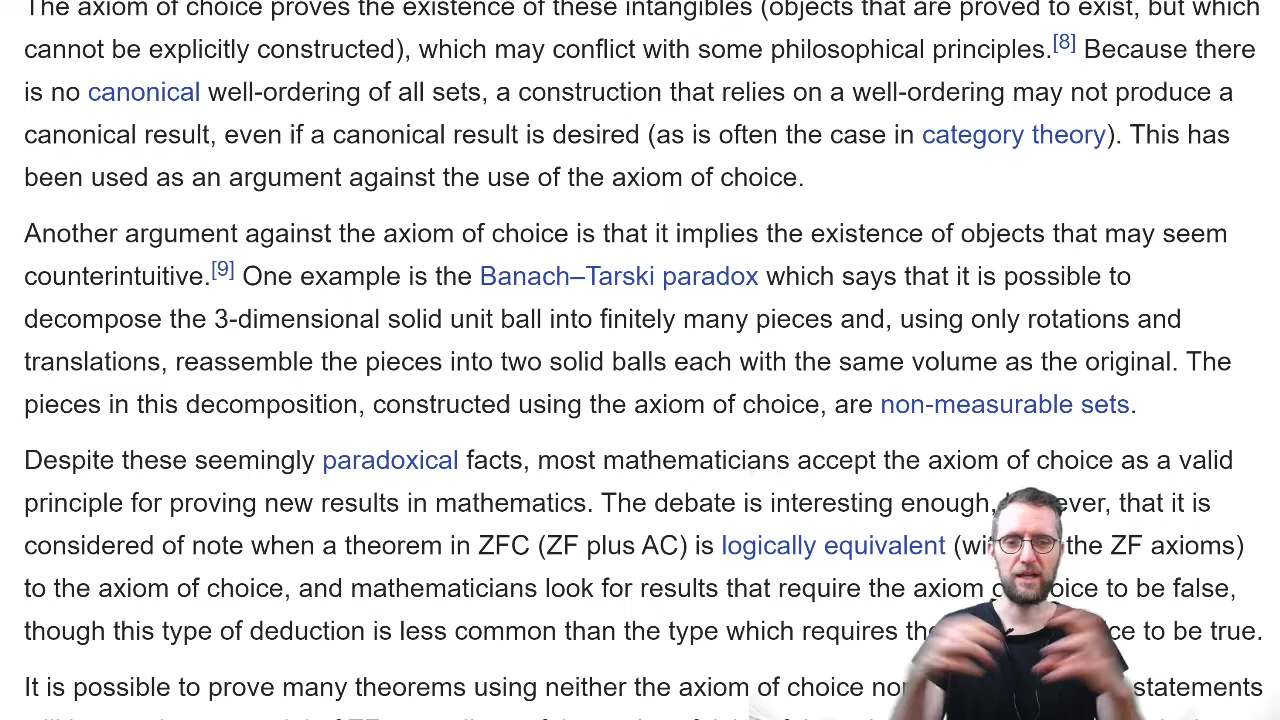 The axiom of choice proves the existence of these intangibles (objects that are proved to exist, but which
cannot be explicitly constructed), which may conflict with some philosophical principles.[8] Because there
is no canonical well-ordering of all sets, a construction that relies on a well-ordering may not produce a
canonical result, even if a canonical result is desired (as is often the case in category theory). This has
been used as an argument against the use of the axiom of choice.
Another argument against the axiom of choice is that it implies the existence of objects that may seem
counterintuitive.[9] One example is the Banach–Tarski paradox which says that it is possible to
decompose the 3-dimensional solid unit ball into finitely many pieces and, using only rotations and
translations, reassemble the pieces into two solid balls each with the same volume as the original. The
pieces in this decomposition, constructed using the axiom of choice, are non-measurable sets.
Despite these seemingly paradoxical facts, most mathematicians accept the axiom of choice as a valid
principle for proving new results in mathematics. The debate is interesting enough, that it is
considered of note when a theorem in ZFC (ZF plus AC) is logically equivalent the ZF axioms)
to the axiom of choice, and mathematicians look for results that require the axiom to be false,
though this type of deduction is less common than the type which requires to be true.
It is possible to prove many theorems using neither the axiom of choice statements